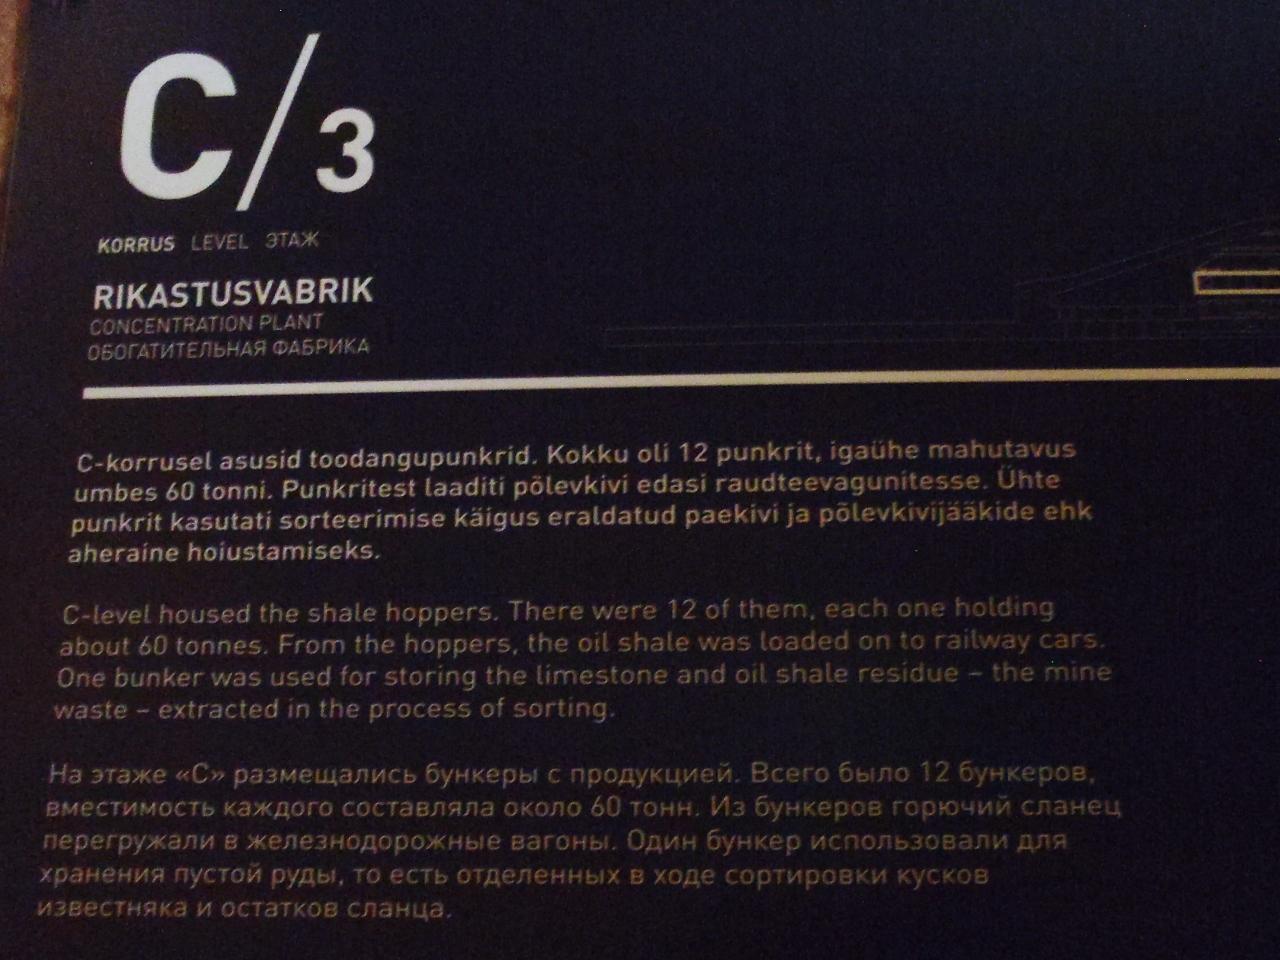 C/3
KORRUS LEVEL ЭТАЖ
RIKASTUSVABRIK
CONCENTRATION PLANT
ОБОГАТИТЕЛЬНАЯ ФАБРИКА
C-korrusel asusid toodangupunkrid. Kokku oli 12 punkrit, igaühe mahutavus
umbes 60 tonni. Punkritest laaditi põlevkivi edasi raudteevagunitesse. Ühte
punkrit kasutati sorteerimise käigus eraldatud paekivi ja põlevkivijääkide ehk
aheraine hoiustamiseks.
C-level housed the shale hoppers. There were 12 of them, each one holding
about 60 tonnes. From the hoppers, the oil shale was loaded on to railway cars.
One bunker was used for storing the limestone and oil shale residue – the mine
waste – extracted in the process of sorting.
На этаже «С» размещались бункеры с продукцией. Всего было 12 бункеров,
вместимость каждого составляла около 60 тонн. Из бункеров горючий сланец
перегружали в железнодорожные вагоны. Один бункер использовали для
хранения пустой руды, то есть отделенных в ходе сортировки кусков
известняка и остатков сланца.